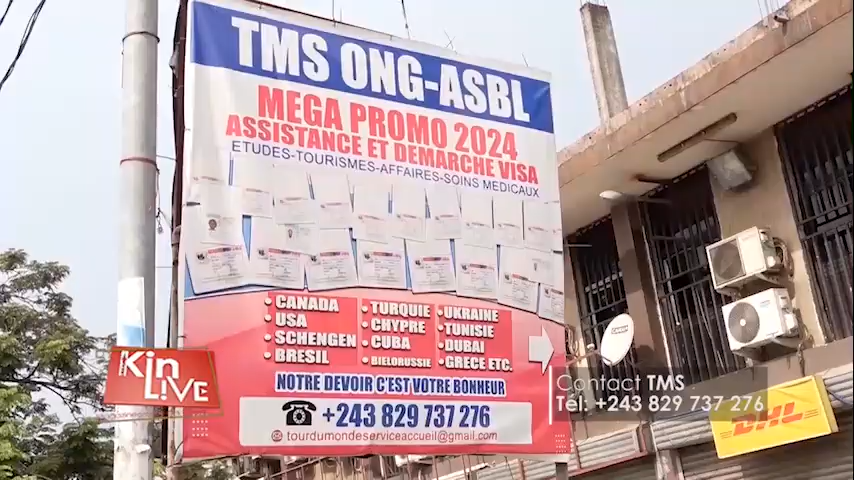 TMS ONG-ASBL
MEGA PROMO 2024
ASSISTANCE ET DEMARCHE VISA
ETUDES-TOURISMES-AFFAIRES-SOINS MEDICAUX
• CANADA
• USA
• SCHENGEN
• BRESIL
• TURQUIE
• CHYPRE
• CUBA
• BIELORUSSIE
• UKRAINE
• TUNISIE
• DUBAI
• GRECE ETC.
NOTRE DEVOIR C'EST VOTRE BONHEUR
+243 829 737 276
tourdumondeserviceaccueil@gmail.com
Kin
LIVE
Contact TMS
Tél: +243 829 737 276
DHL